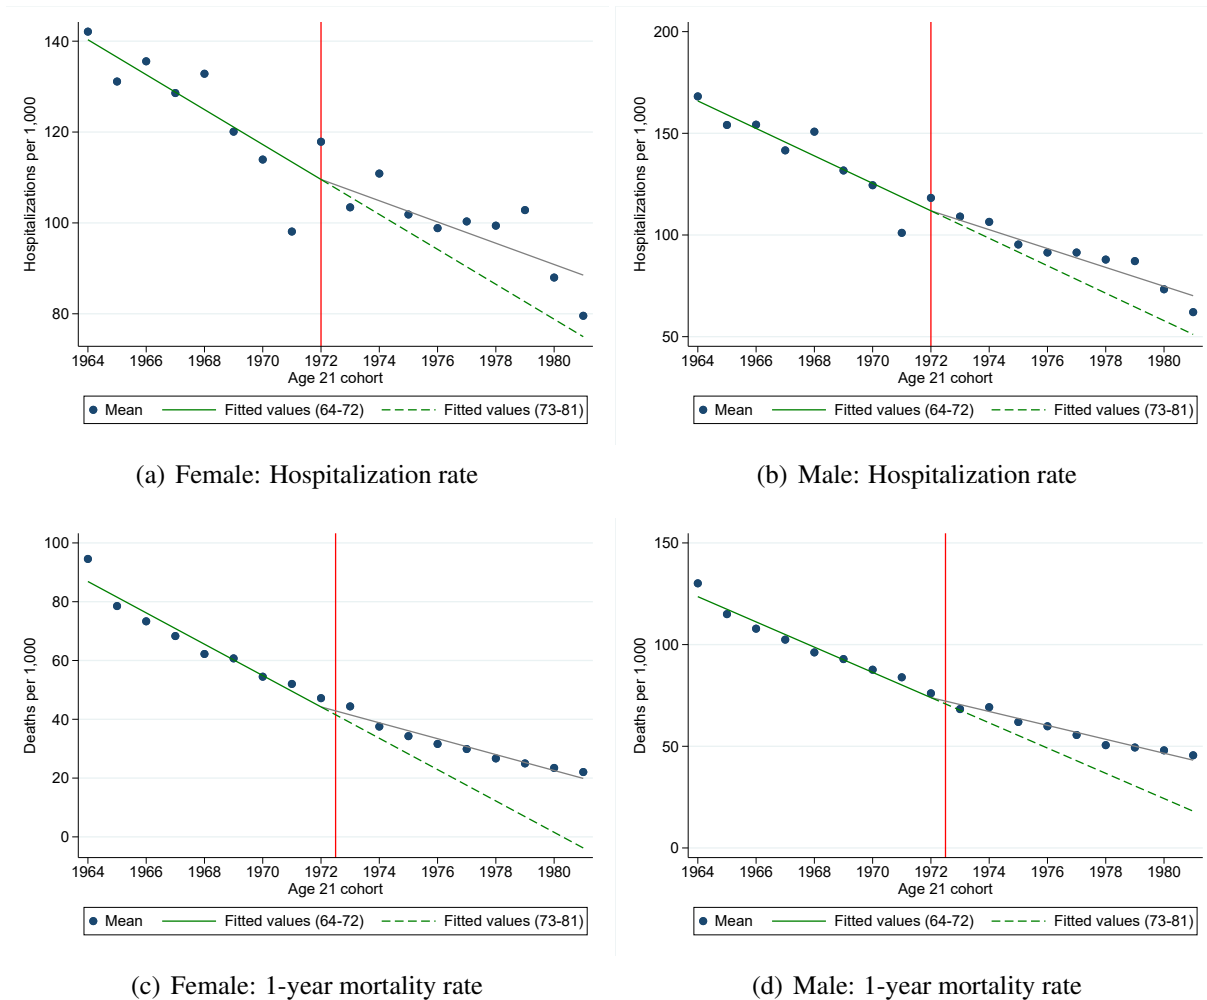 Hospitalizations per 1,000
140
120
100
80
1964 1966 1968 1970 1972 1974 1976 1978 1980
Age 21 cohort
Mean Fitted values (64-72) Fitted values (73-81)
(a) Female: Hospitalization rate
Hospitalizations per 1,000
200
150
100
50
1964 1966 1968 1970 1972 1974 1976 1978 1980
Age 21 cohort
Mean Fitted values (64-72) Fitted values (73-81)
(b) Male: Hospitalization rate
Deaths per 1,000
100
80
60
40
20
0
1964 1966 1968 1970 1972 1974 1976 1978 1980
Age 21 cohort
Mean Fitted values (64-72) Fitted values (73-81)
(c) Female: 1-year mortality rate
Deaths per 1,000
150
100
50
0
1964 1966 1968 1970 1972 1974 1976 1978 1980
Age 21 cohort
Mean Fitted values (64-72) Fitted values (73-81)
(d) Male: 1-year mortality rate